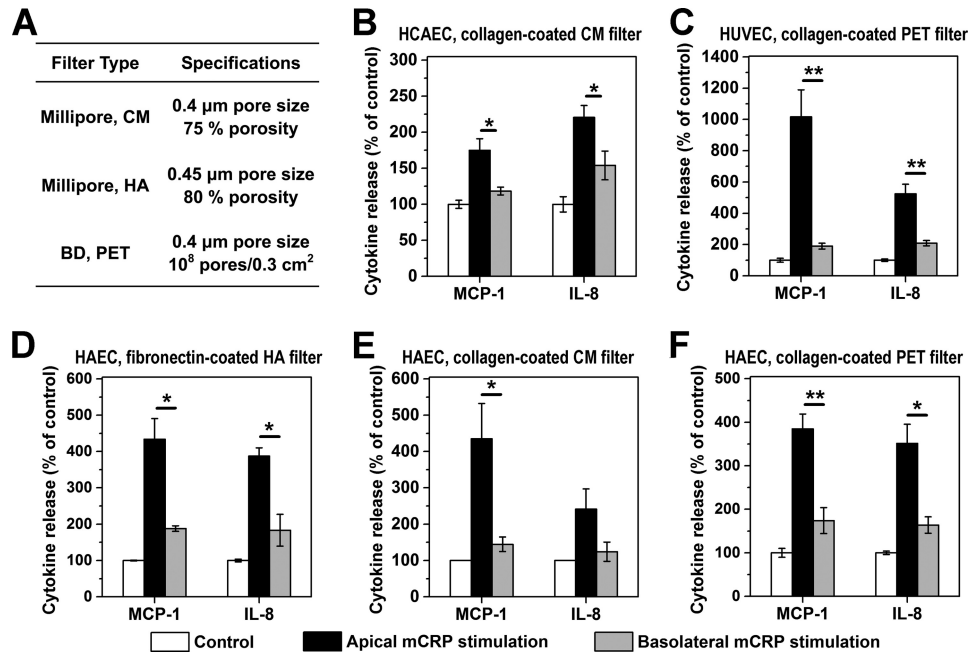 A
Filter Type Specifications
Millipore, CM
0.4 µm pore size
75 % porosity
Millipore, HA
0.45 µm pore size
80 % porosity
BD, PET
0.4 µm pore size
10⁸ pores/0.3 cm²
B
HCAEC, collagen-coated CM filter
Cytokine release (% of control)
300
250
200
150
100
50
0
*
*
MCP-1 IL-8
C
HUVEC, collagen-coated PET filter
Cytokine release (% of control)
1400
1200
1000
800
600
400
200
0
**
**
MCP-1 IL-8
D
HAEC, fibronectin-coated HA filter
Cytokine release (% of control)
600
500
400
300
200
100
0
*
*
MCP-1 IL-8
E
HAEC, collagen-coated CM filter
Cytokine release (% of control)
600
500
400
300
200
100
0
*
MCP-1 IL-8
F
HAEC, collagen-coated PET filter
Cytokine release (% of control)
500
400
300
200
100
0
**
*
MCP-1 IL-8
Control Apical mCRP stimulation Basolateral mCRP stimulation